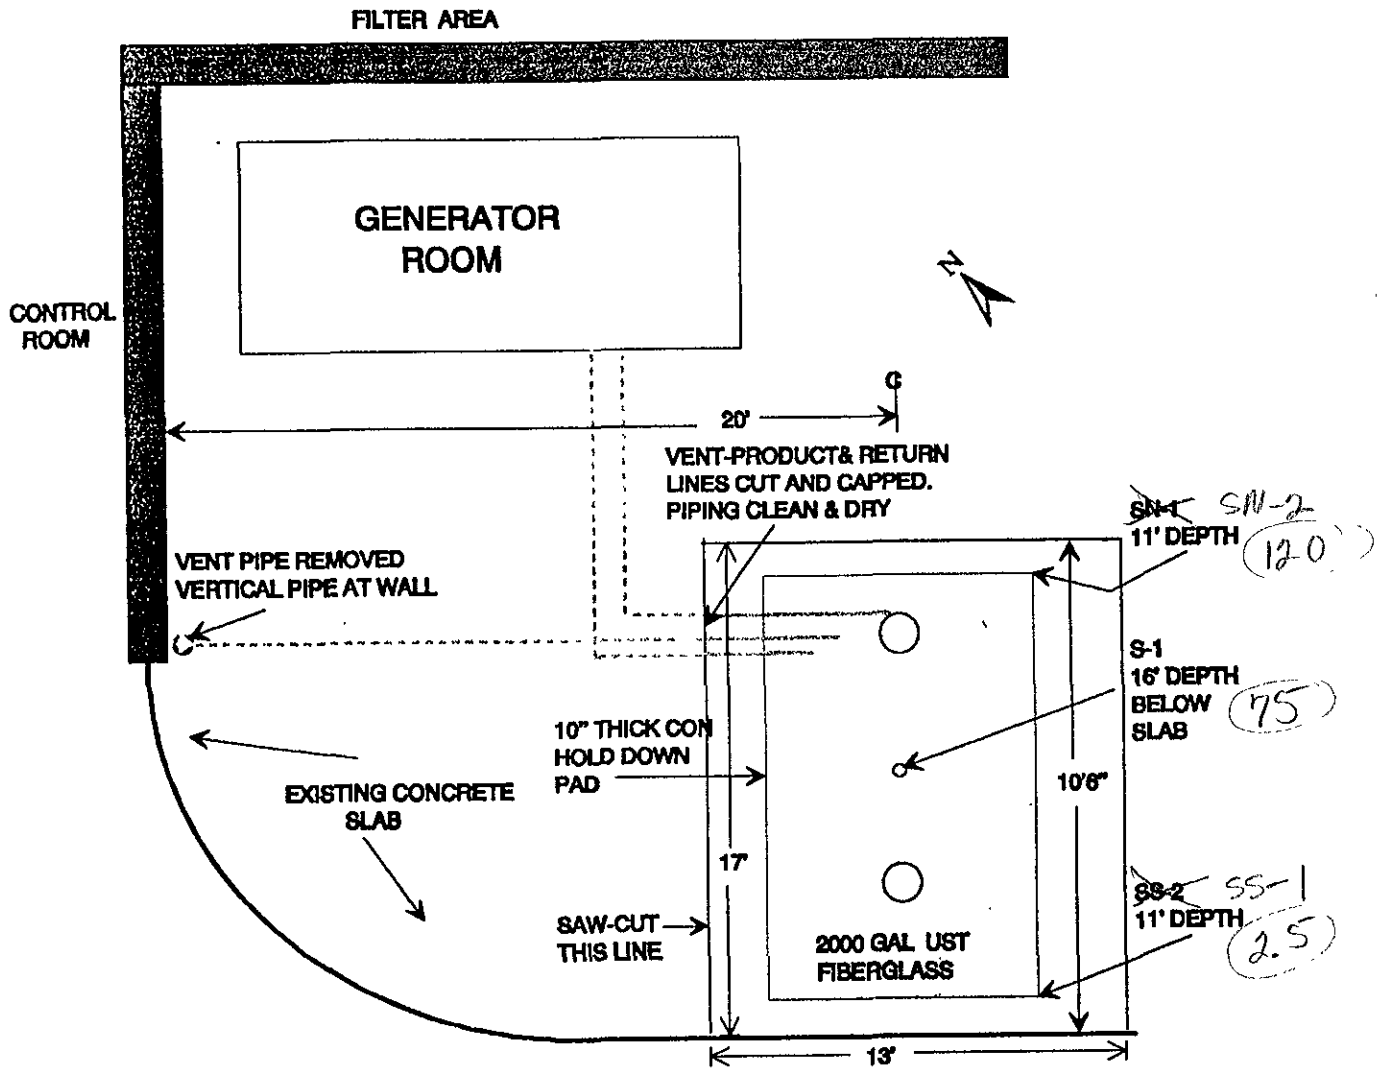 FILTER AREA
GENERATOR
ROOM
CONTROL
ROOM
N
C
20'
VENT-PRODUCT& RETURN
LINES CUT AND CAPPED.
PIPING CLEAN & DRY
SN-1 SN-2
11' DEPTH
120
VENT PIPE REMOVED
VERTICAL PIPE AT WALL
S-1
16' DEPTH
BELOW
SLAB
75
10" THICK CON
HOLD DOWN
PAD
10'6"
EXISTING CONCRETE
SLAB
17'
SS-2 SS-1
11' DEPTH
2.5
SAW-CUT
THIS LINE
2000 GAL UST
FIBERGLASS
13'